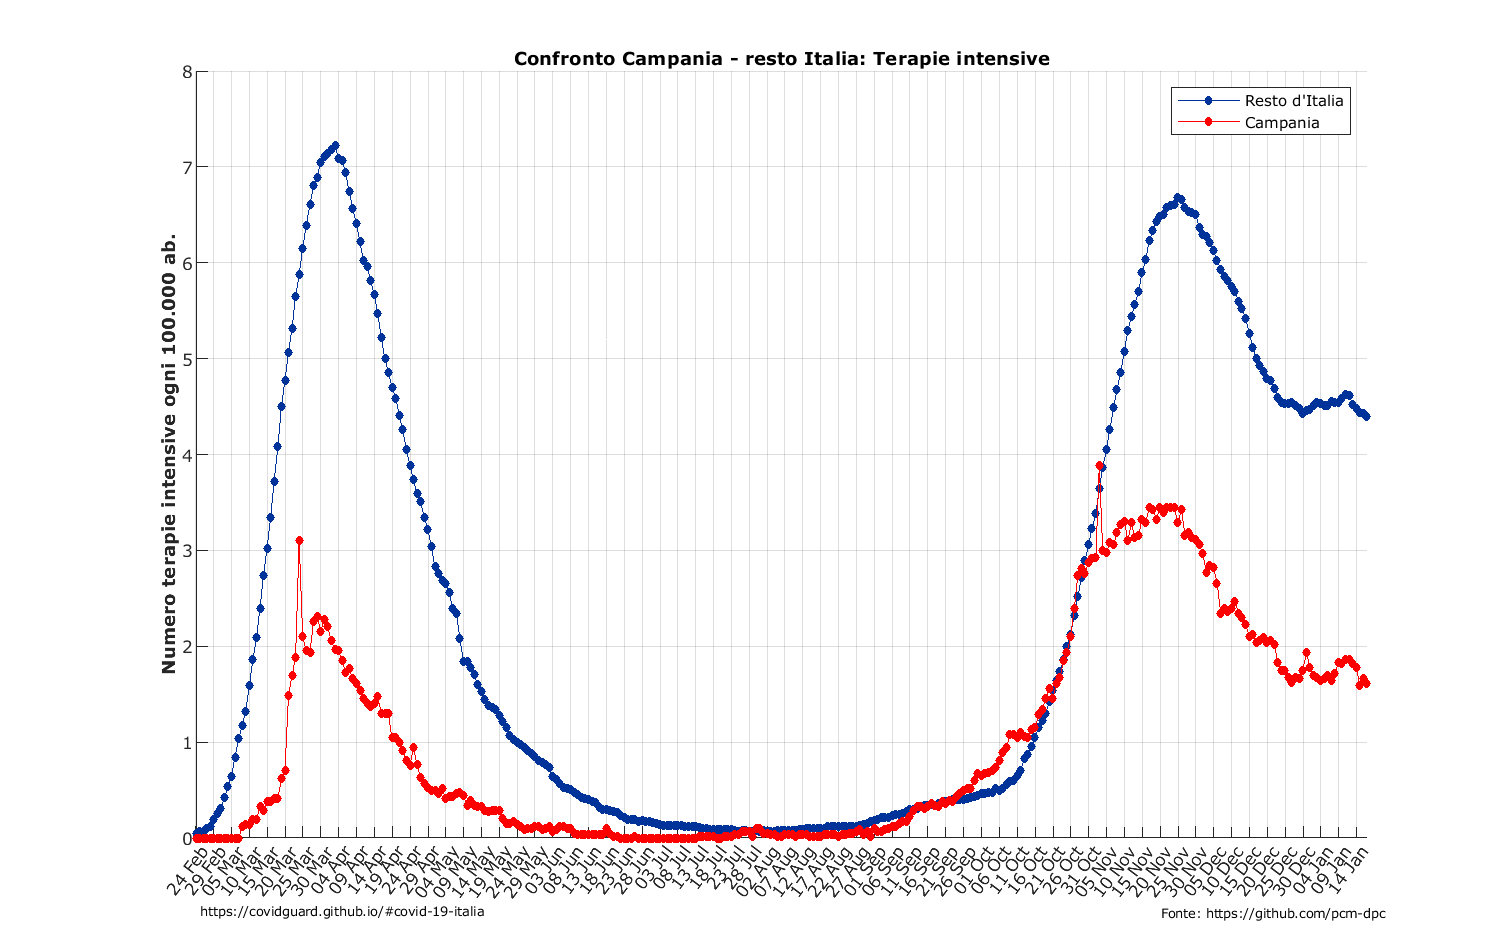 Confronto Campania - resto Italia: Terapie intensive
Resto d'Italia
Campania
Numero terapie intensive ogni 100.000 ab.
8
7
6
5
4
3
2
1
0
24 Feb
29 Feb
05 Mar
10 Mar
15 Mar
20 Mar
25 Mar
30 Mar
04 Apr
09 Apr
14 Apr
19 Apr
24 Apr
29 Apr
04 May
09 May
14 May
19 May
24 May
29 May
03 Jun
08 Jun
13 Jun
18 Jun
23 Jun
28 Jun
03 Jul
08 Jul
13 Jul
18 Jul
23 Jul
28 Jul
02 Aug
07 Aug
12 Aug
17 Aug
22 Aug
27 Aug
01 Sep
06 Sep
11 Sep
16 Sep
21 Sep
26 Sep
01 Oct
06 Oct
11 Oct
16 Oct
21 Oct
26 Oct
31 Oct
05 Nov
10 Nov
15 Nov
20 Nov
25 Nov
30 Nov
05 Dec
10 Dec
15 Dec
20 Dec
25 Dec
30 Dec
04 Jan
09 Jan
14 Jan
https://covidguard.github.io/#covid-19-italia
Fonte: https://github.com/pcm-dpc